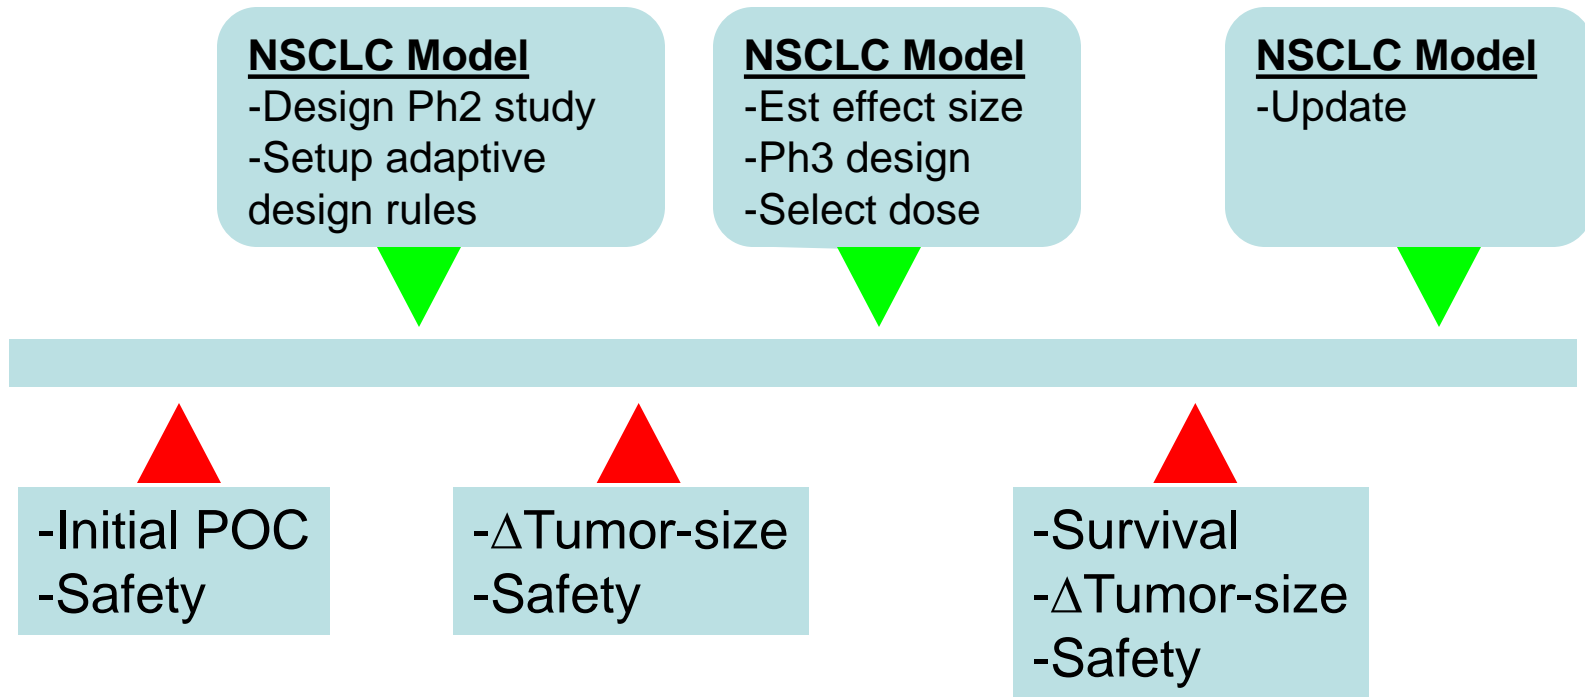 NSCLC Model
-Design Ph2 study
-Setup adaptive
design rules
NSCLC Model
-Est effect size
-Ph3 design
-Select dose
NSCLC Model
-Update
-Initial POC
-Safety
-ΔTumor-size
-Safety
-Survival
-ΔTumor-size
-Safety